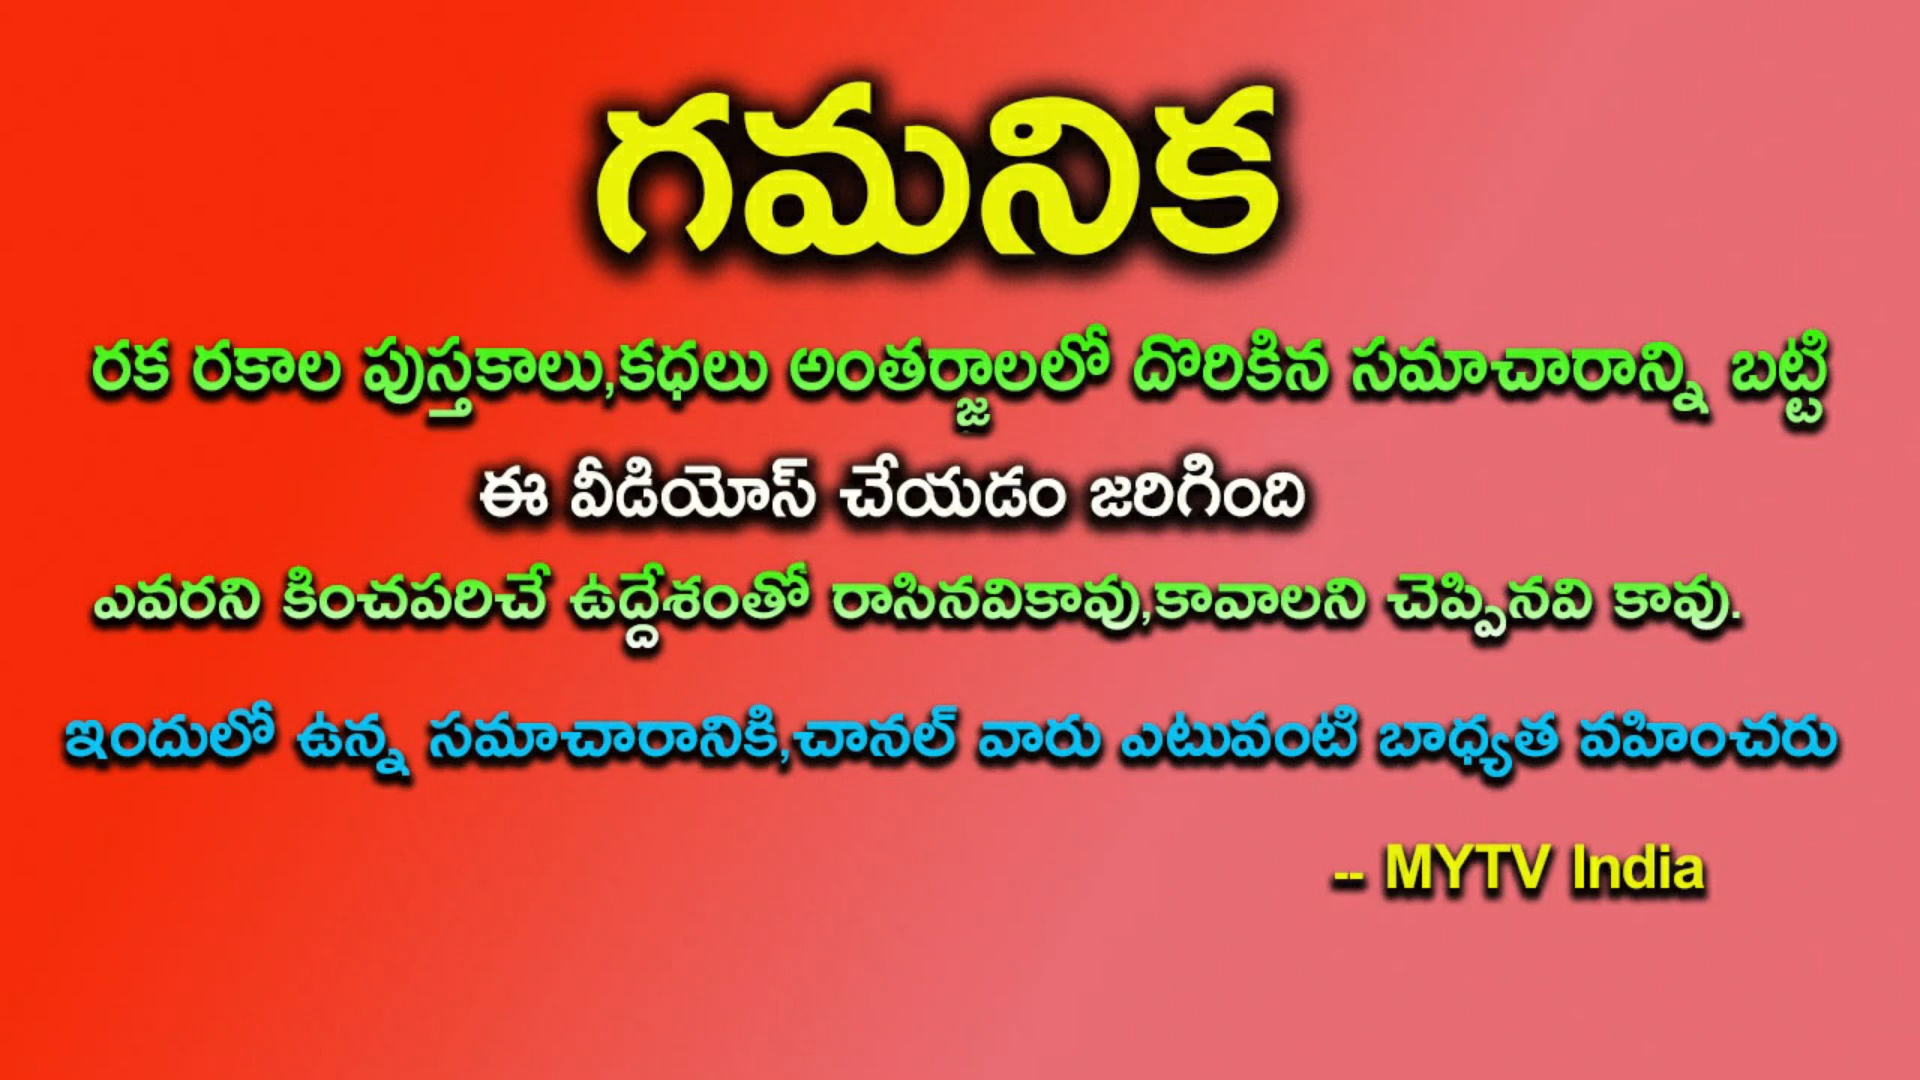 గమనిక
రక రకాల పుస్తకాలు,కధలు అంతర్జాలలో దొరికిన సమాచారాన్ని బట్టి
ఈ వీడియోస్ చేయడం జరిగింది
ఎవరని కించపరిచే ఉద్దేశంతో రాసినవికావు,కావాలని చెప్పినవి కావు.
ఇందులో ఉన్న సమాచారానికి,చానల్ వారు ఎటువంటి బాధ్యత వహించరు
-- MYTV India